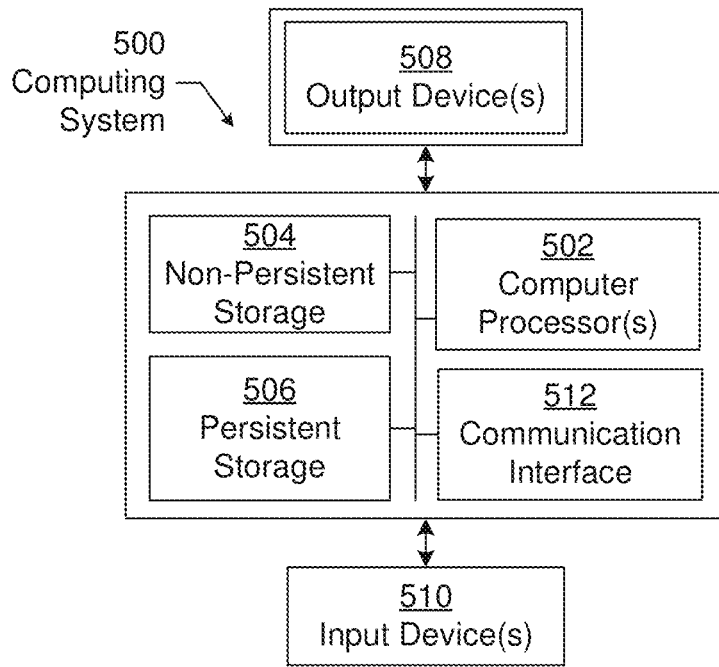 500
Computing
System
508
Output Device(s)
504
Non-Persistent
Storage
502
Computer
Processor(s)
506
Persistent
Storage
512
Communication
Interface
510
Input Device(s)